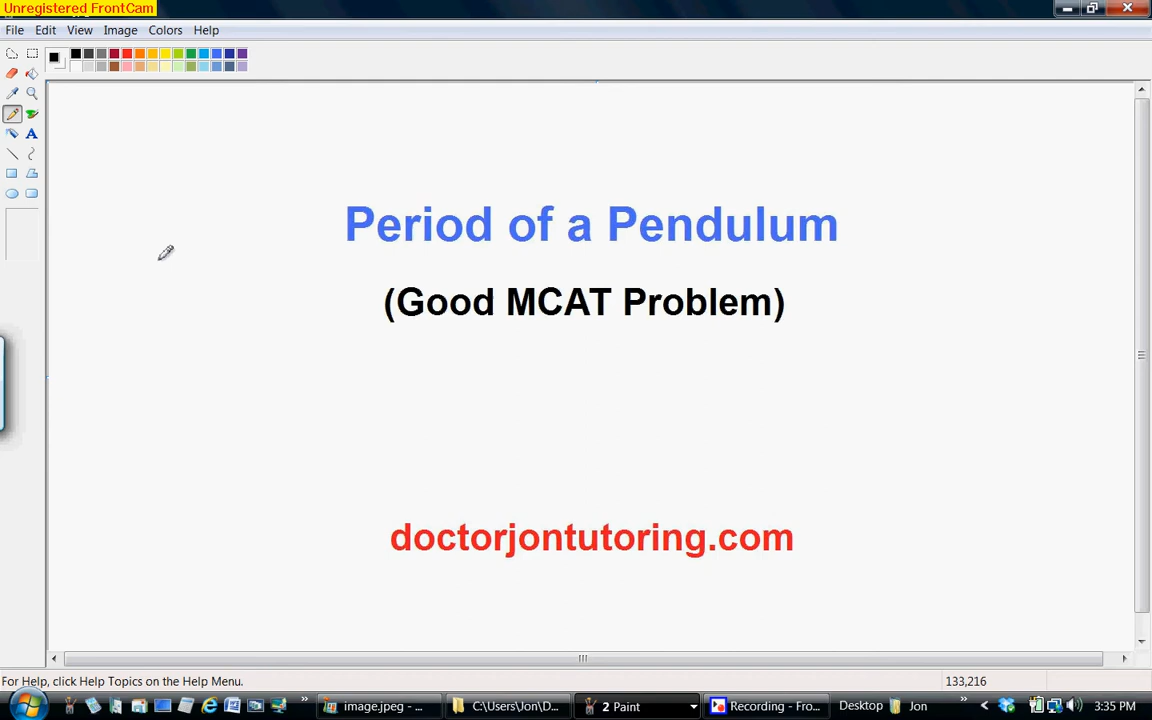 Unregistered FrontCam
File Edit View Image Colors Help
Period of a Pendulum
(Good MCAT Problem)
doctorjontutoring.com
For Help, click Help Topics on the Help Menu.
133,216
image.jpeg - ...
C:\Users\Jon\D...
2 Paint
Recording - Fro...
Desktop
Jon
3:35 PM